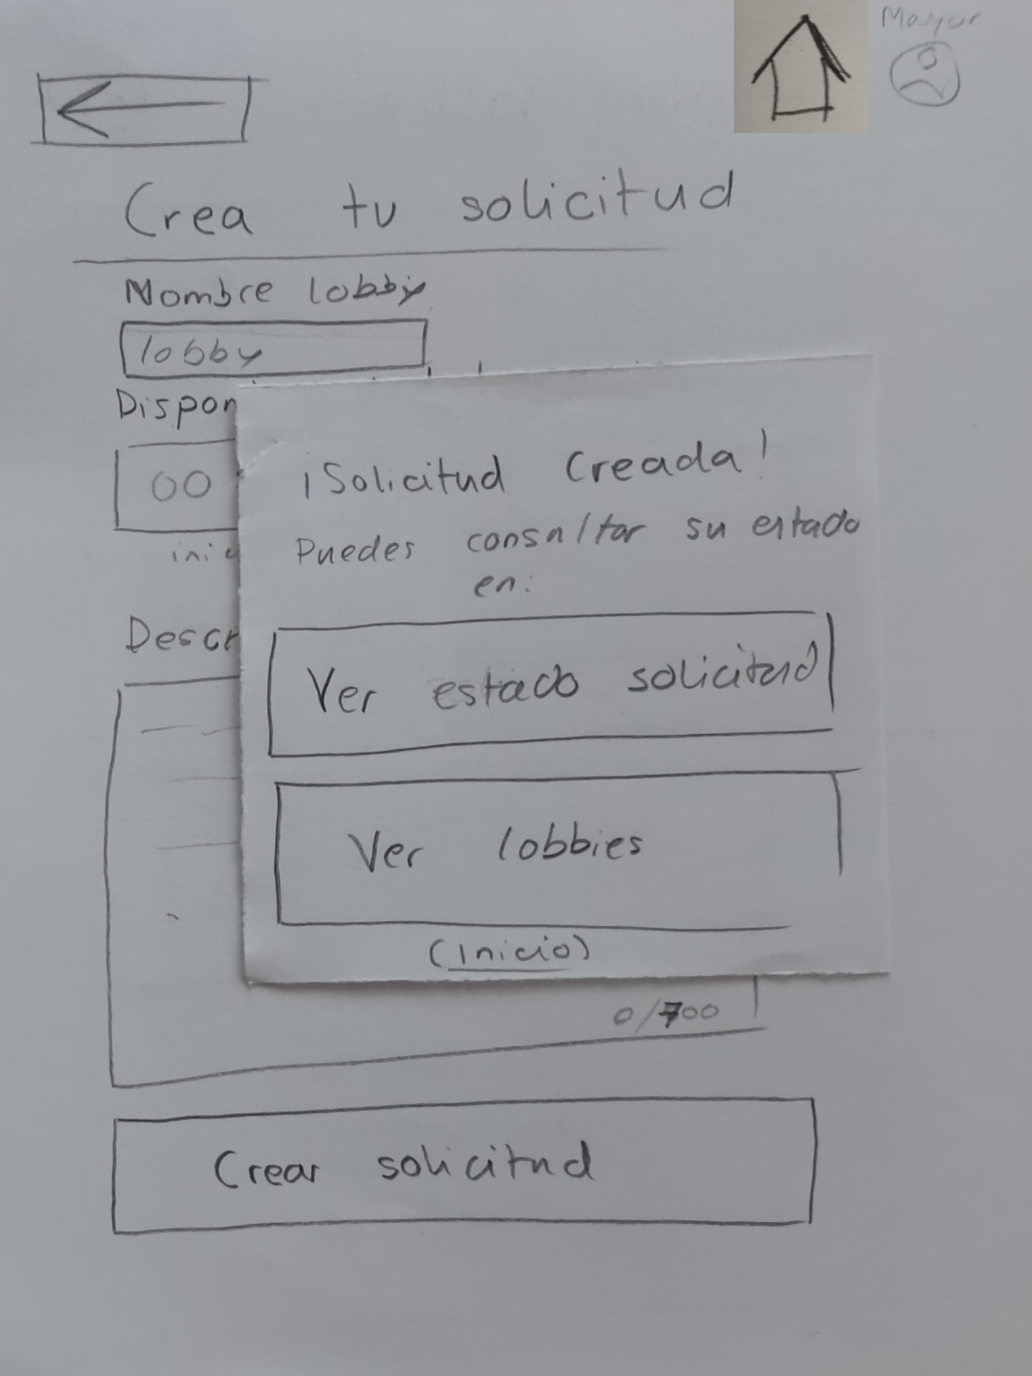 Mayor
Crea tu solicitud
Nombre lobby
lobby
Dispon
00
inic
Descr
¡Solicitud Creada!
Puedes consultar su estado
en:
Ver estado solicitud
Ver lobbies
(Inicio)
0/700
Crear solicitud